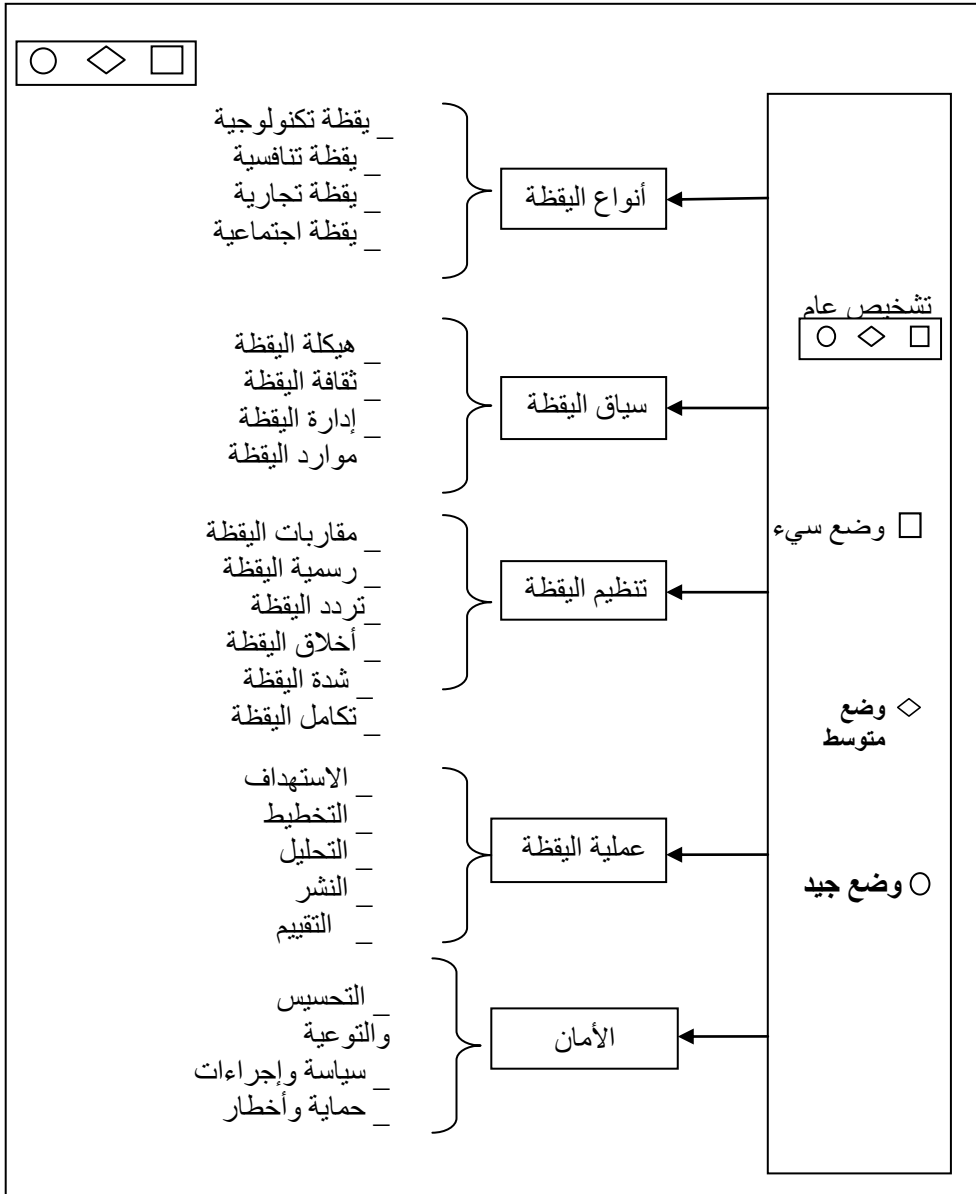 _ يقظة تكنولوجية
_ يقظة تنافسية
_ يقظة تجارية
_ يقظة اجتماعية
أنواع اليقظة
تشخيص عام
_ هيكلة اليقظة
_ ثقافة اليقظة
_ إدارة اليقظة
موارد اليقظة
سياق اليقظة
وضع سيء
_ مقاربات اليقظة
_ رسمية اليقظة
_ تردد اليقظة
_ أخلاق اليقظة
_ شدة اليقظة
_ تكامل اليقظة
تنظيم اليقظة
وضع
متوسط
_ الاستهداف
_ التخطيط
_ التحليل
_ النشر
_ التقييم
عملية اليقظة
وضع جيد
_ التحسيس
والتوعية
_ سياسة وإجراءات
_ حماية وأخطار
الأمان